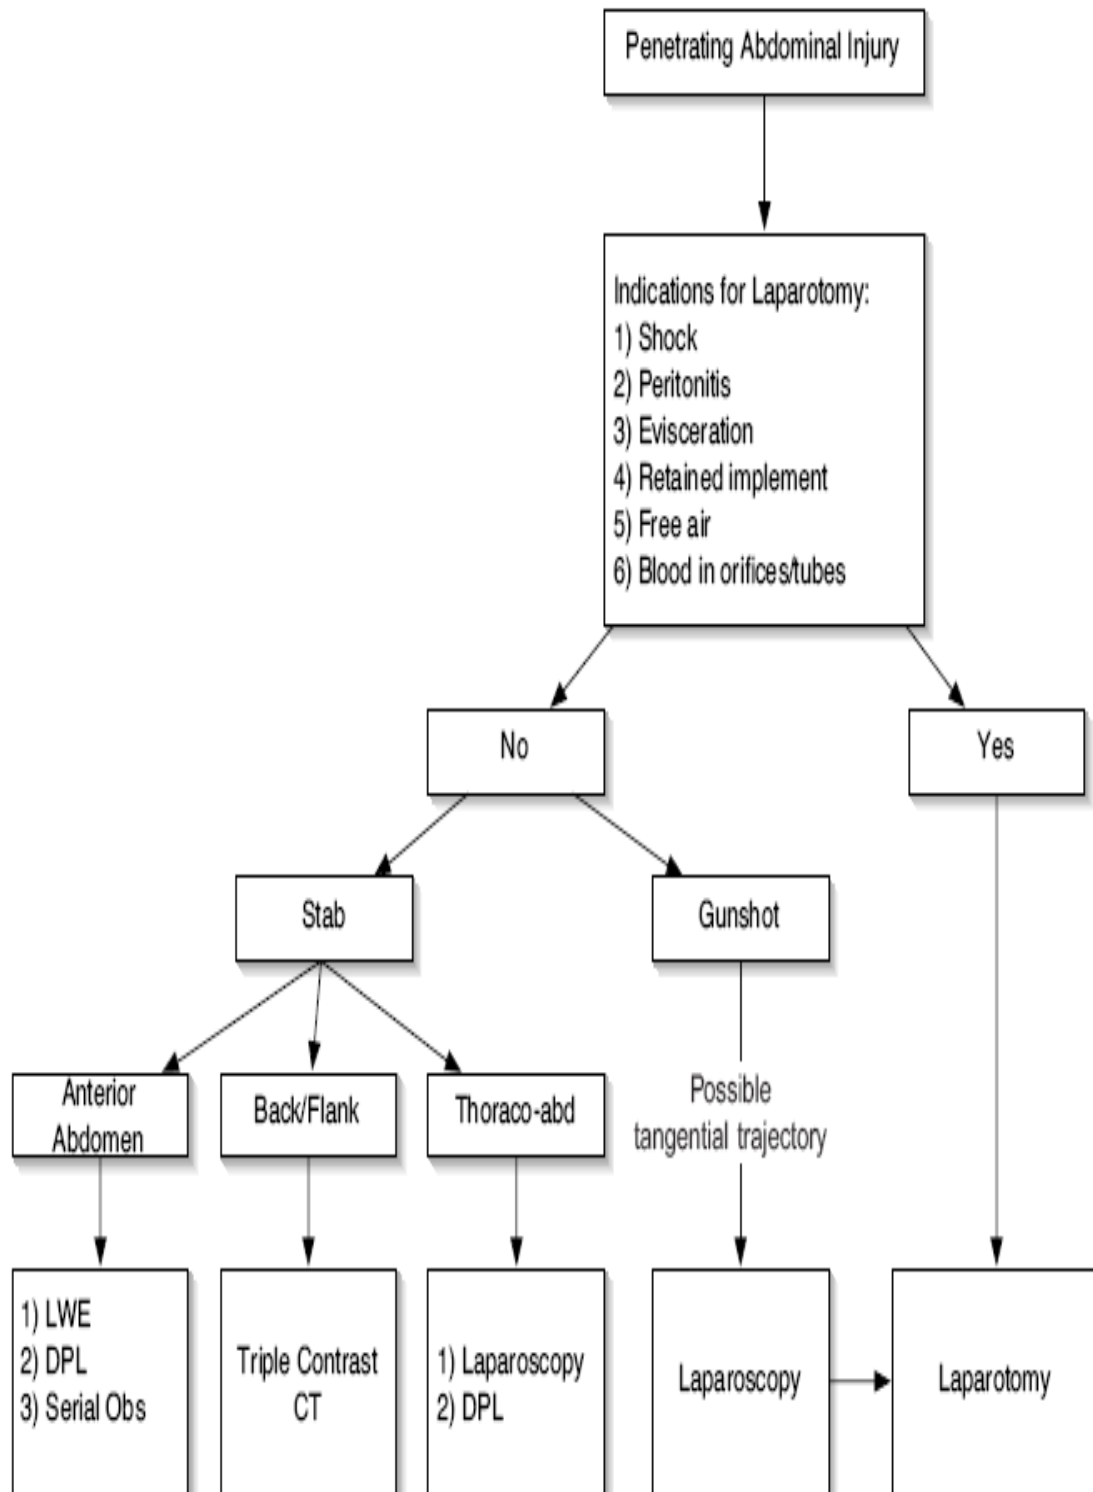 Penetrating Abdominal Injury
Indications for Laparotomy:
1) Shock
2) Peritonitis
3) Evisceration
4) Retained implement
5) Free air
6) Blood in orifices/tubes
No
Yes
Stab
Gunshot
Anterior
Abdomen
Back/Flank
Thoraco-abd
Possible
tangential trajectory
1) LWE
2) DPL
3) Serial Obs
Triple Contrast
CT
1) Laparoscopy
2) DPL
Laparoscopy
Laparotomy